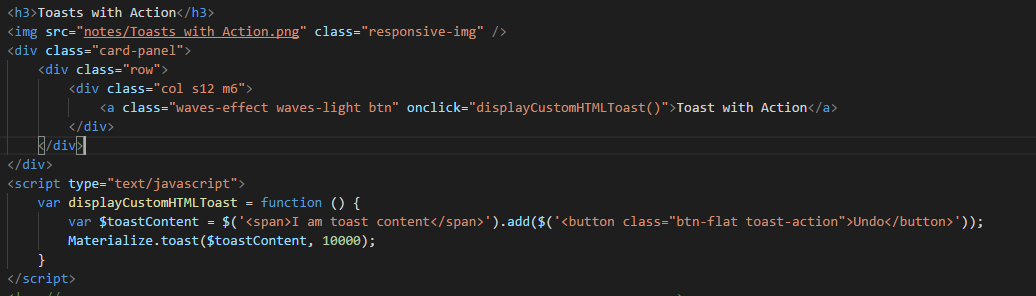 <h3>Toasts with Action</h3>
<img src="notes/Toasts with Action.png" class="responsive-img" />
<div class="card-panel">
    <div class="row">
        <div class="col s12 m6">
            <a class="waves-effect waves-light btn" onclick="displayCustomHTMLToast()">Toast with Action</a>
        </div>
    </div>
</div>
<script type="text/javascript">
    var displayCustomHTMLToast = function () {
        var $toastContent = $('<span>I am toast content</span>').add($('<button class="btn-flat toast-action">Undo</button>'));
        Materialize.toast($toastContent, 10000);
    }
</script>